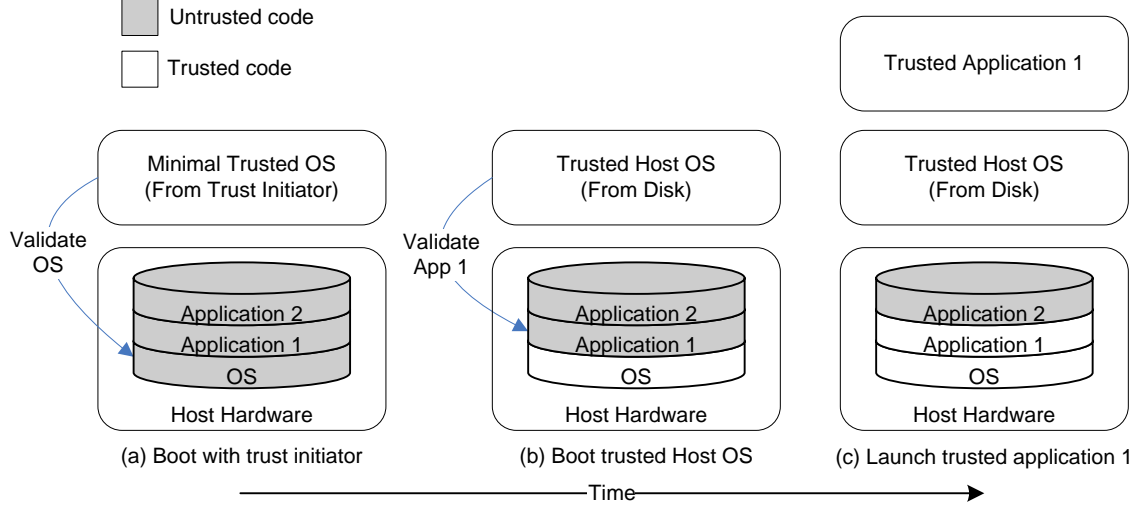 Untrusted code
Trusted code
Trusted Application 1
Minimal Trusted OS
(From Trust Initiator)
Trusted Host OS
(From Disk)
Trusted Host OS
(From Disk)
Validate
OS
Validate
App 1
Application 2
Application 1
OS
Host Hardware
Application 2
Application 1
OS
Host Hardware
Application 2
Application 1
OS
Host Hardware
(a) Boot with trust initiator
(b) Boot trusted Host OS
(c) Launch trusted application 1
Time